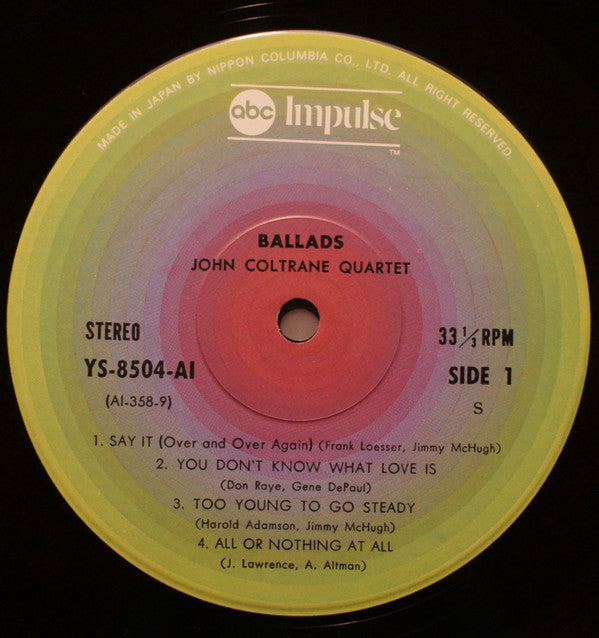 MADE IN JAPAN BY NIPPON COLUMBIA CO., LTD. ALL RIGHT RESERVED.
abc Impulse
TM
BALLADS
JOHN COLTRANE QUARTET
STEREO
33 1/3 RPM
YS-8504-AI
SIDE 1
(AI-358-9)
S
1. SAY IT (Over and Over Again) (Frank Loesser, Jimmy McHugh)
2. YOU DON'T KNOW WHAT LOVE IS
(Don Raye, Gene DePaul)
3. TOO YOUNG TO GO STEADY
(Harold Adamson, Jimmy McHugh)
4. ALL OR NOTHING AT ALL
(J. Lawrence, A. Altman)